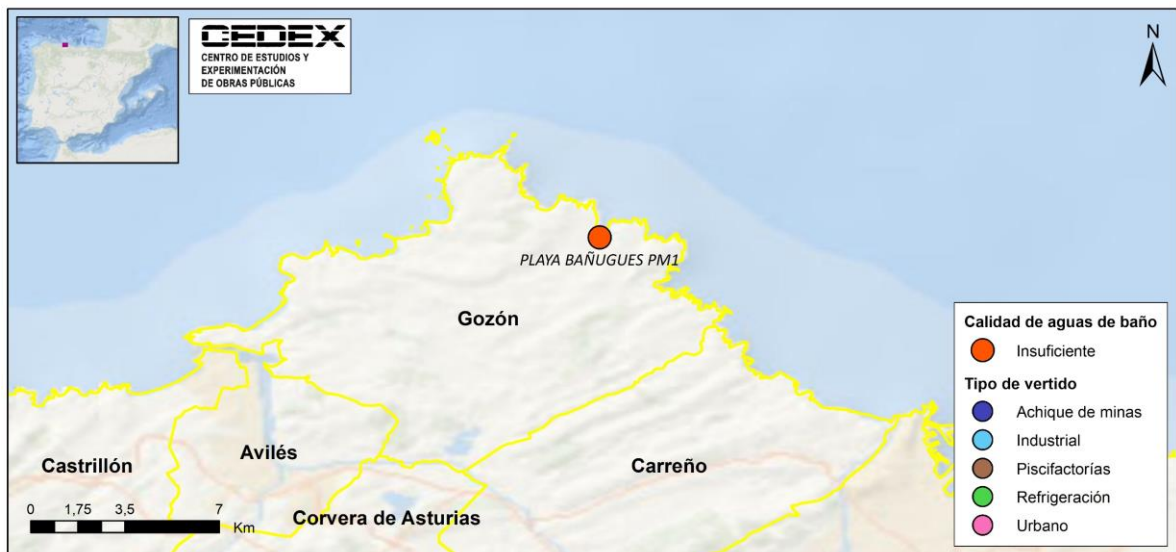 CEDEX
CENTRO DE ESTUDIOS Y
EXPERIMENTACIÓN
DE OBRAS PÚBLICAS
N
PLAYA BAÑUGUES PM1
Gozón
Avilés
Castrillón
Carreño
Corvera de Asturias
0 1,75 3,5 7
Km
Calidad de aguas de baño
Insuficiente
Tipo de vertido
Achique de minas
Industrial
Piscifactorías
Refrigeración
Urbano